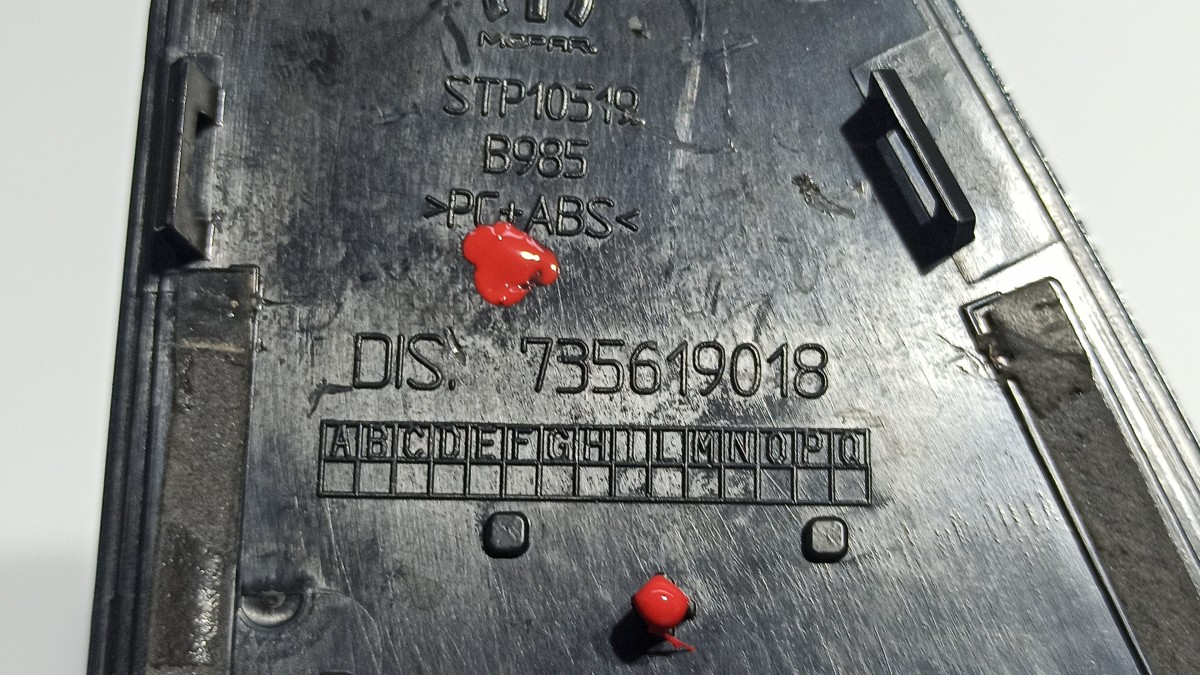 MOPAR.
STP10519
B985
>PC+ABS<
DIS. 735619018
A B C D E F G H I L M N O P Q